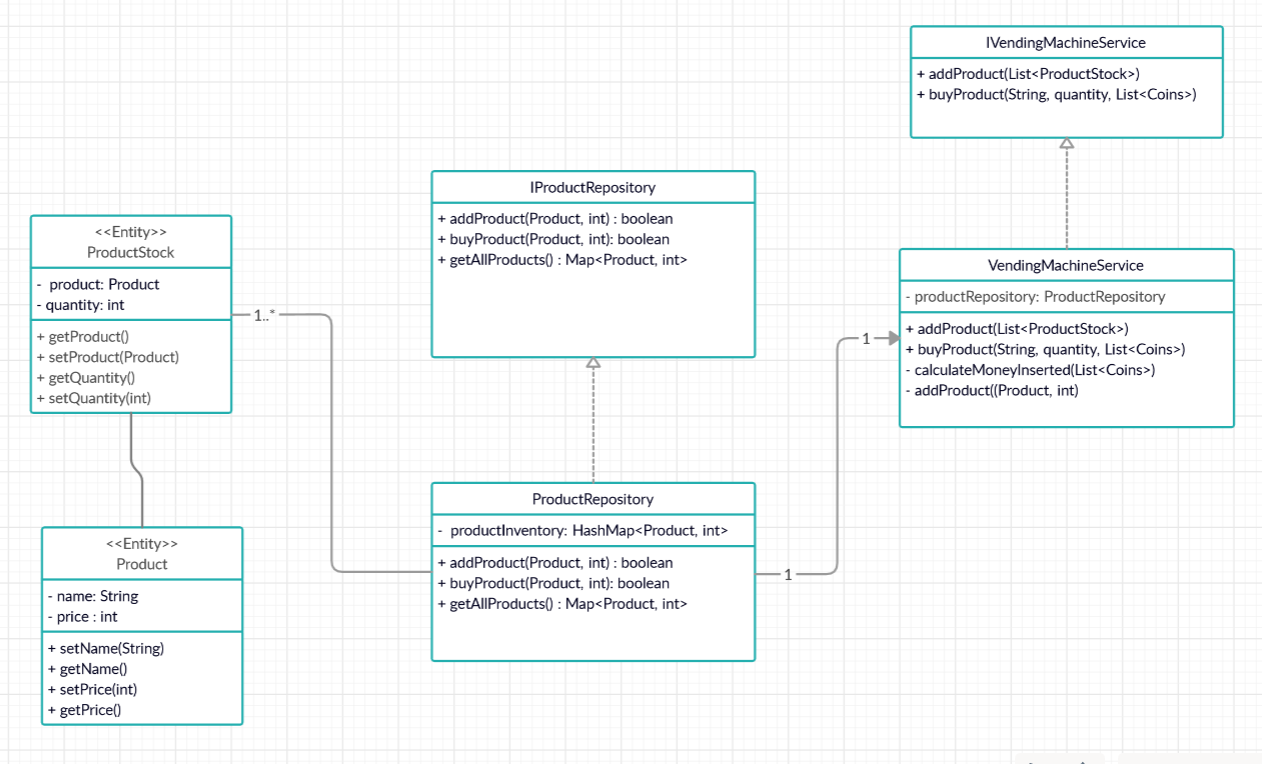 IVendingMachineService
+ addProduct(List<ProductStock>)
+ buyProduct(String, quantity, List<Coins>)
IProductRepository
+ addProduct(Product, int) : boolean
+ buyProduct(Product, int): boolean
+ getAllProducts() : Map<Product, int>
<<Entity>>
ProductStock
- product: Product
- quantity: int
+ getProduct()
+ setProduct(Product)
+ getQuantity()
+ setQuantity(int)
1..*
VendingMachineService
- productRepository: ProductRepository
+ addProduct(List<ProductStock>)
+ buyProduct(String, quantity, List<Coins>)
- calculateMoneyInserted(List<Coins>)
- addProduct((Product, int)
1
ProductRepository
- productInventory: HashMap<Product, int>
+ addProduct(Product, int) : boolean
+ buyProduct(Product, int): boolean
+ getAllProducts() : Map<Product, int>
1
<<Entity>>
Product
- name: String
- price : int
+ setName(String)
+ getName()
+ setPrice(int)
+ getPrice()